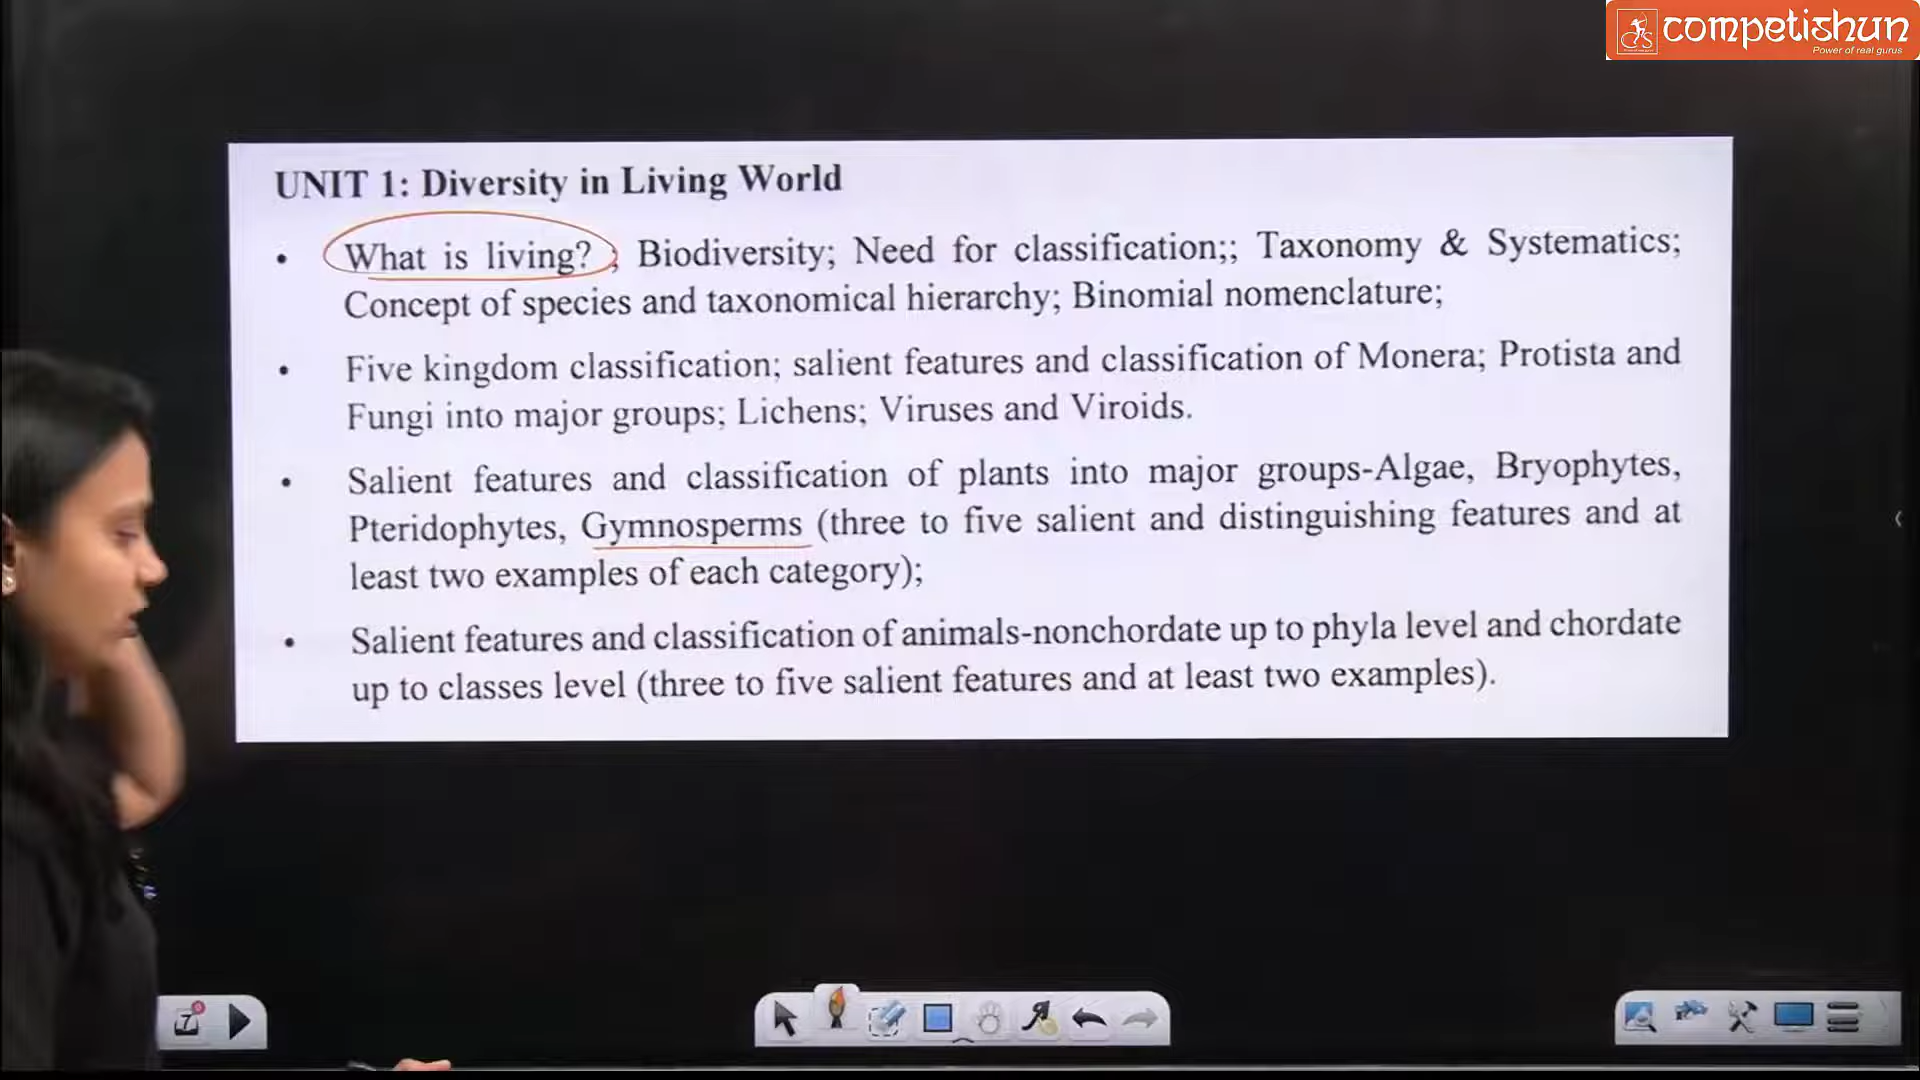 competishun
Power of real gurus
UNIT 1: Diversity in Living World
• What is living? ; Biodiversity; Need for classification;; Taxonomy & Systematics;
Concept of species and taxonomical hierarchy; Binomial nomenclature;
• Five kingdom classification; salient features and classification of Monera; Protista and
Fungi into major groups; Lichens; Viruses and Viroids.
• Salient features and classification of plants into major groups-Algae, Bryophytes,
Pteridophytes, Gymnosperms (three to five salient and distinguishing features and at
least two examples of each category);
• Salient features and classification of animals-nonchordate up to phyla level and chordate
up to classes level (three to five salient features and at least two examples).
7